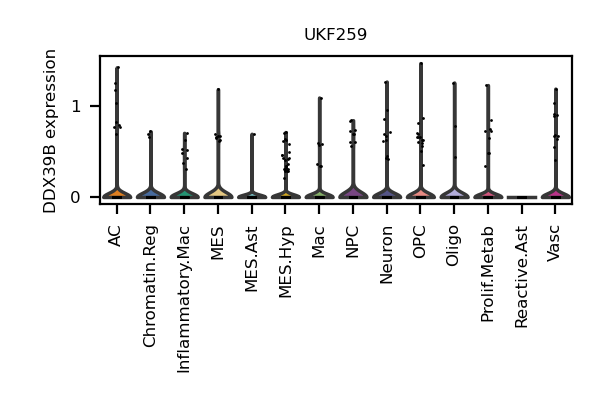 UKF259
DDX39B expression
1
0
AC
Chromatin.Reg
Inflammatory.Mac
MES
MES.Ast
MES.Hyp
Mac
NPC
Neuron
OPC
Oligo
Prolif.Metab
Reactive.Ast
Vasc